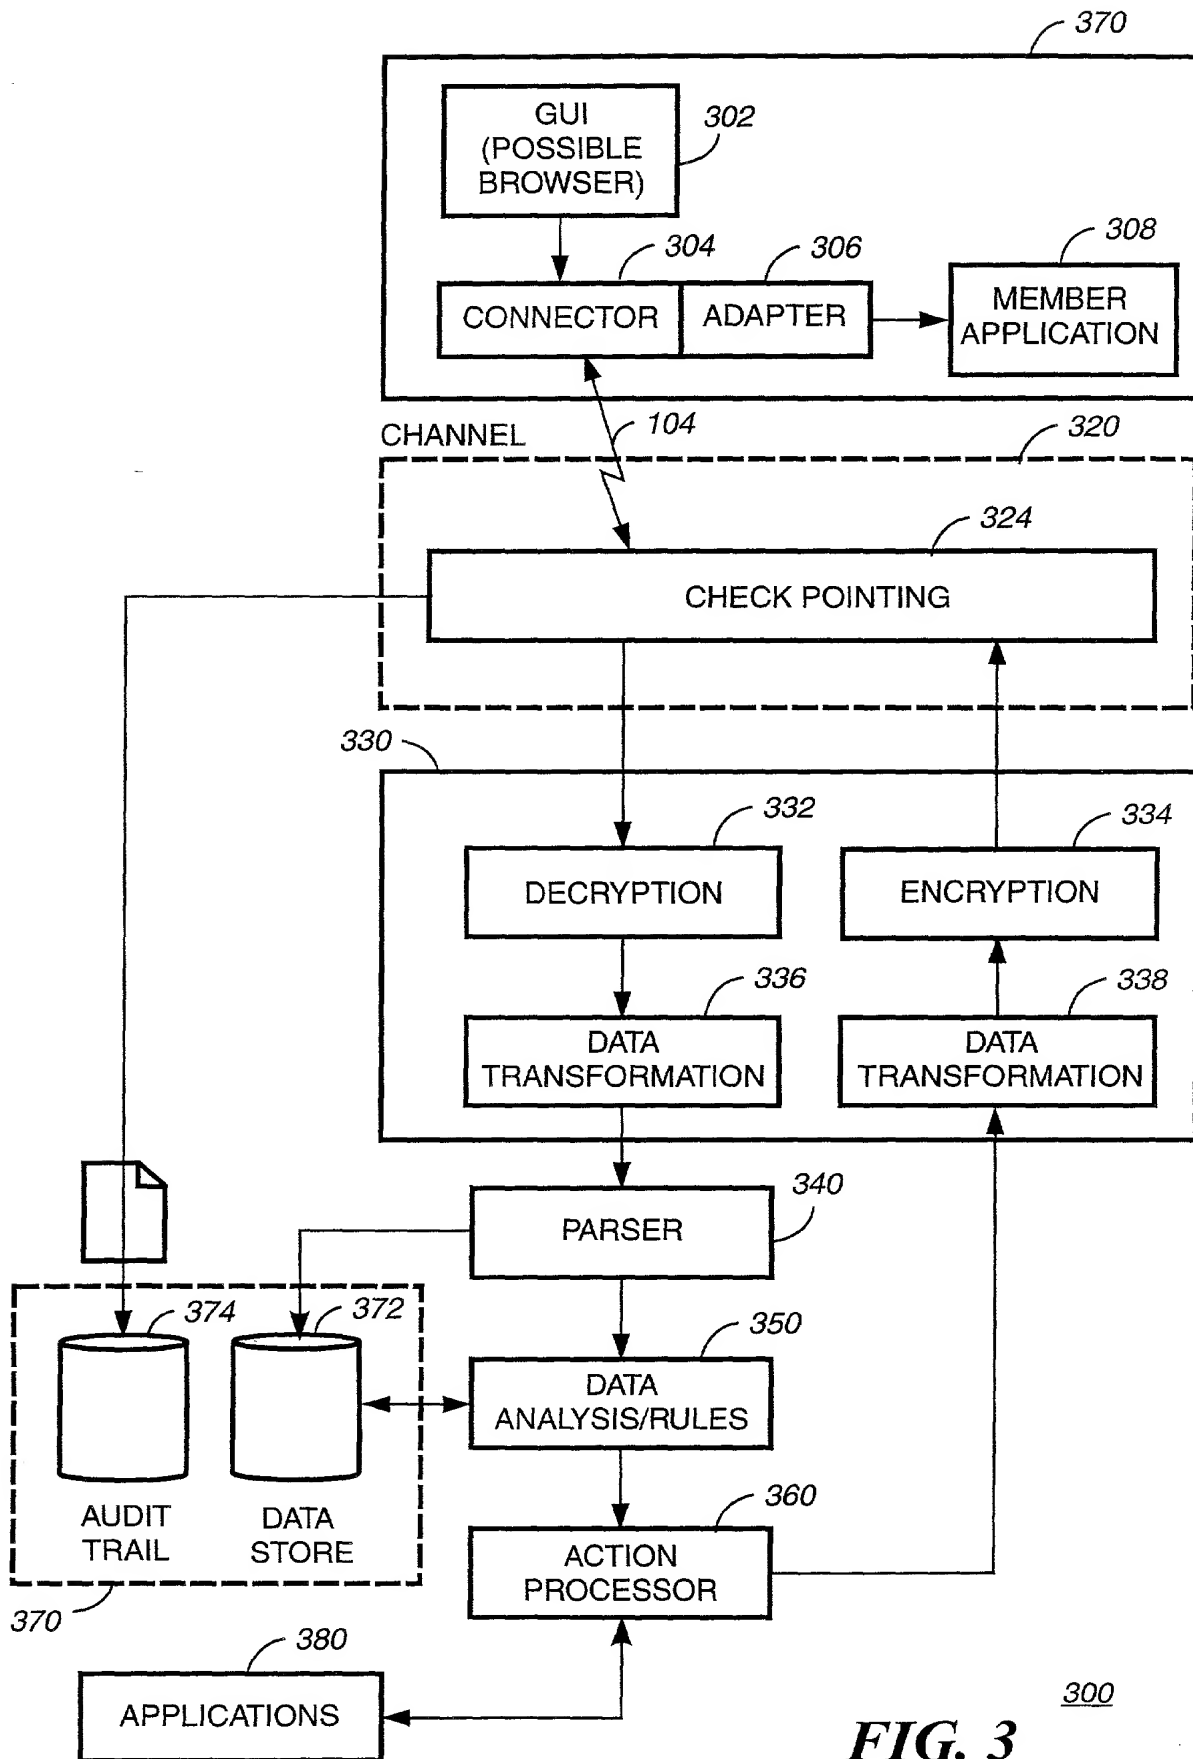 370
GUI
(POSSIBLE
BROWSER)
302
304
306
308
CONNECTOR
ADAPTER
MEMBER
APPLICATION
104
CHANNEL
320
324
CHECK POINTING
330
332
334
DECRYPTION
ENCRYPTION
336
338
DATA
TRANSFORMATION
DATA
TRANSFORMATION
340
PARSER
374
372
350
DATA
ANALYSIS/RULES
AUDIT
TRAIL
DATA
STORE
360
ACTION
PROCESSOR
370
380
APPLICATIONS
300
FIG. 3